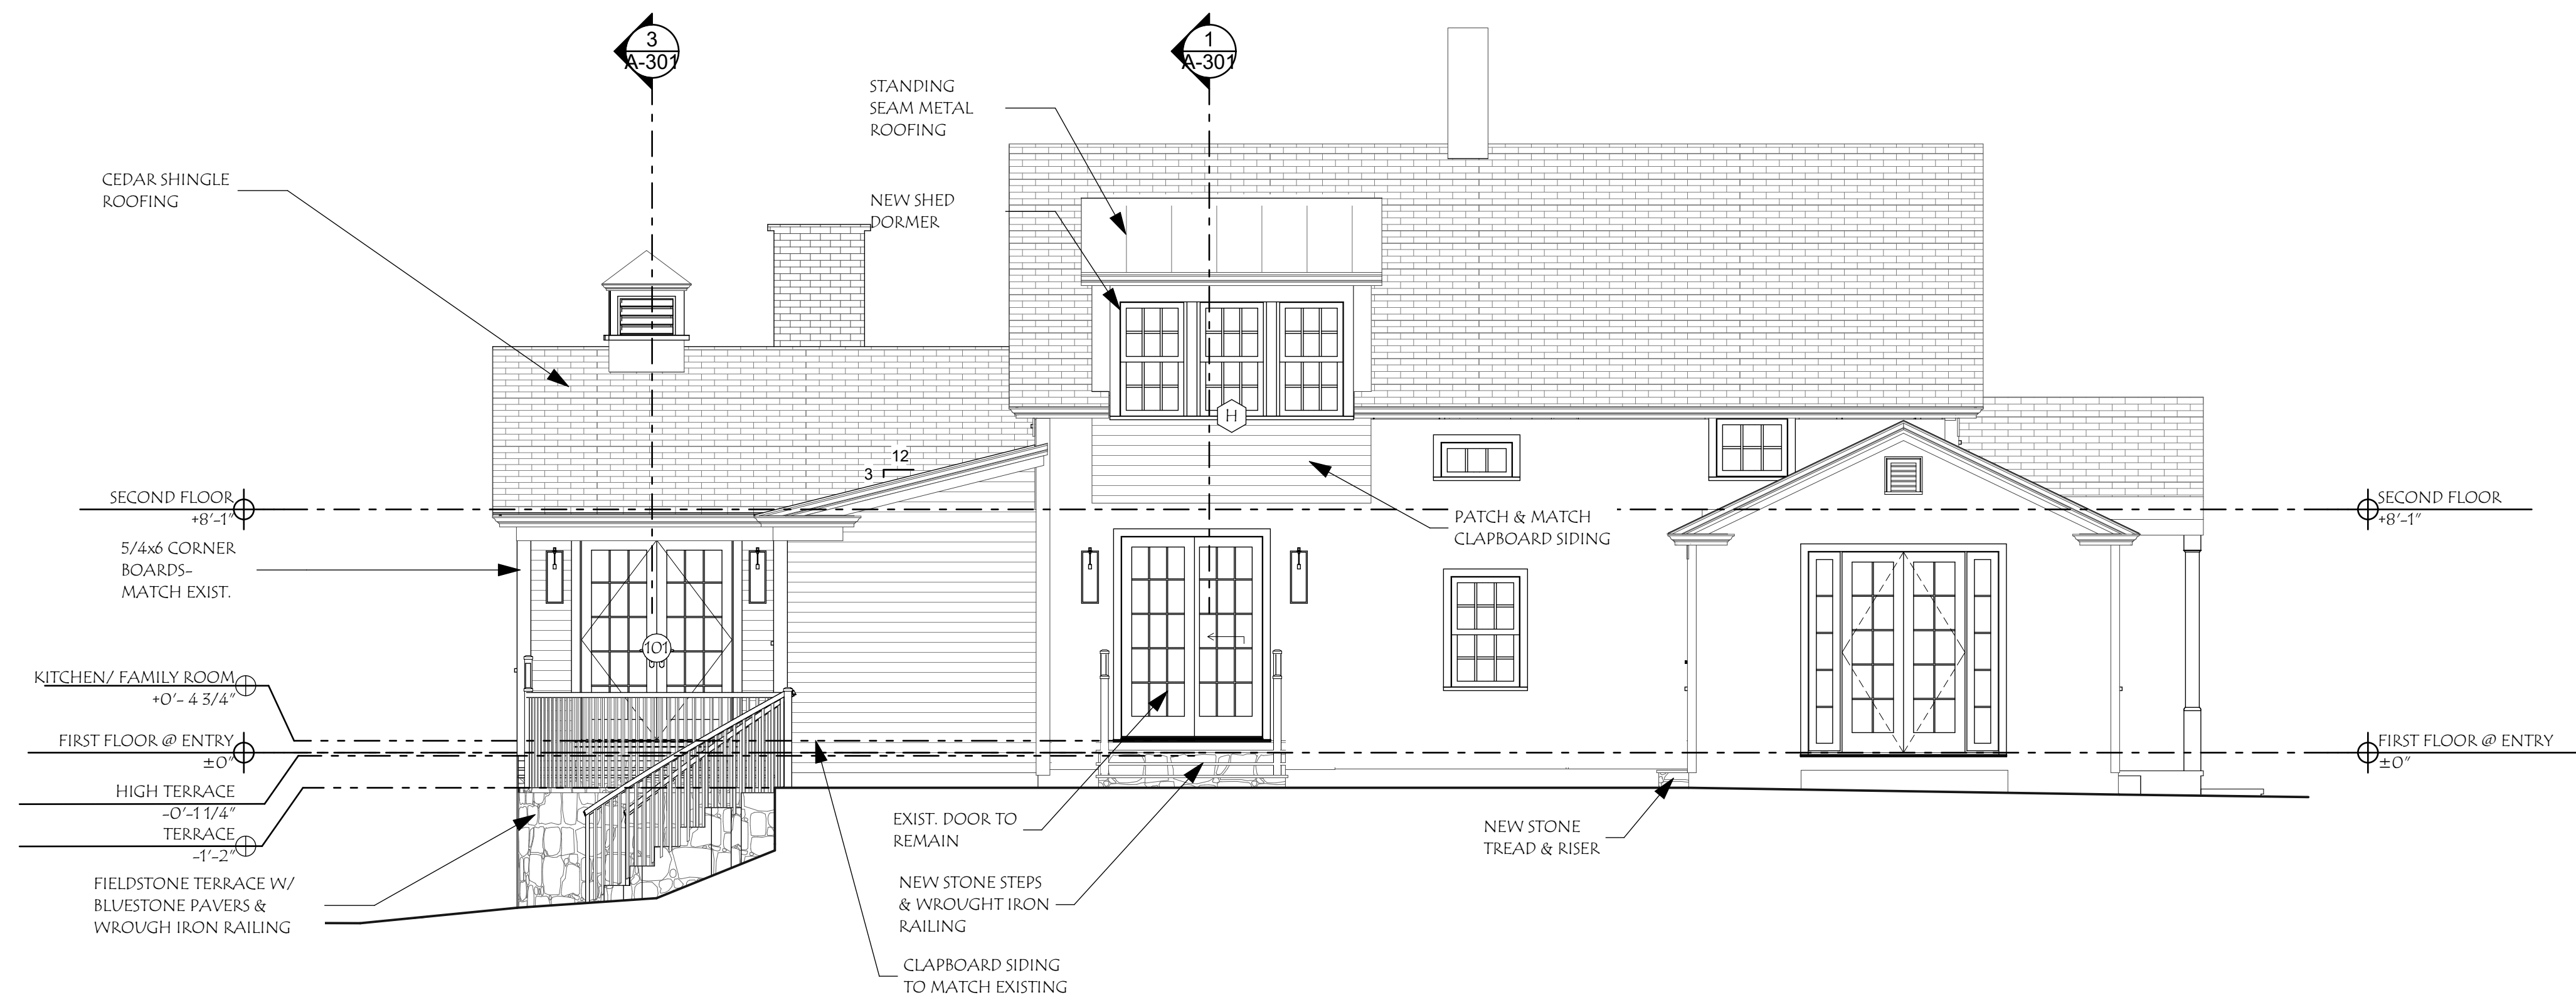 3
A-301
1
A-301
STANDING
SEAM METAL
ROOFING
CEDAR SHINGLE
ROOFING
NEW SHED
DORMER
H
12
3
SECOND FLOOR
+8'-1"
SECOND FLOOR
+8'-1"
PATCH & MATCH
CLAPBOARD SIDING
5/4x6 CORNER
BOARDS-
MATCH EXIST.
101
KITCHEN/ FAMILY ROOM
+0'- 4 3/4"
FIRST FLOOR @ ENTRY
±0"
FIRST FLOOR @ ENTRY
±0"
HIGH TERRACE
-0'-1 1/4"
TERRACE
-1'-2"
EXIST. DOOR TO
REMAIN
NEW STONE
TREAD & RISER
FIELDSTONE TERRACE W/
BLUESTONE PAVERS &
WROUGH IRON RAILING
NEW STONE STEPS
& WROUGHT IRON
RAILING
CLAPBOARD SIDING
TO MATCH EXISTING